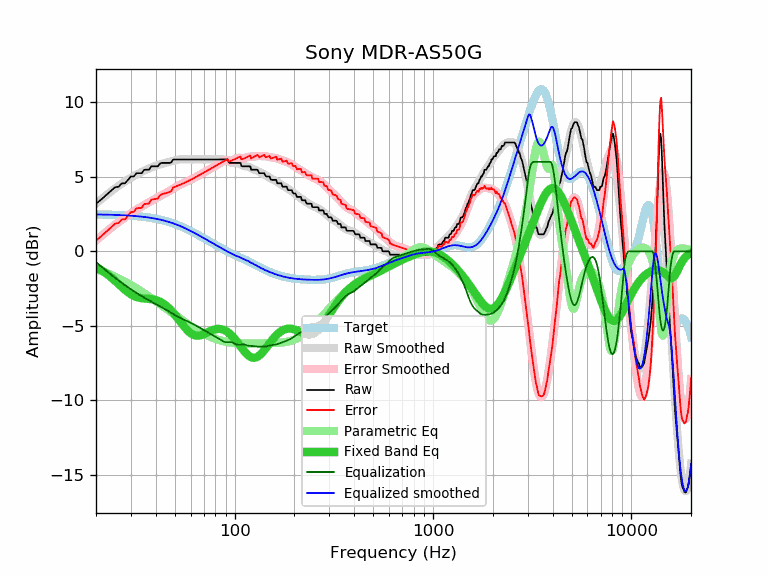 Sony MDR-AS50G
10
5
0
−5
−10
−15
Amplitude (dBr)
Target
Raw Smoothed
Error Smoothed
Raw
Error
Parametric Eq
Fixed Band Eq
Equalization
Equalized smoothed
100 1000 10000
Frequency (Hz)